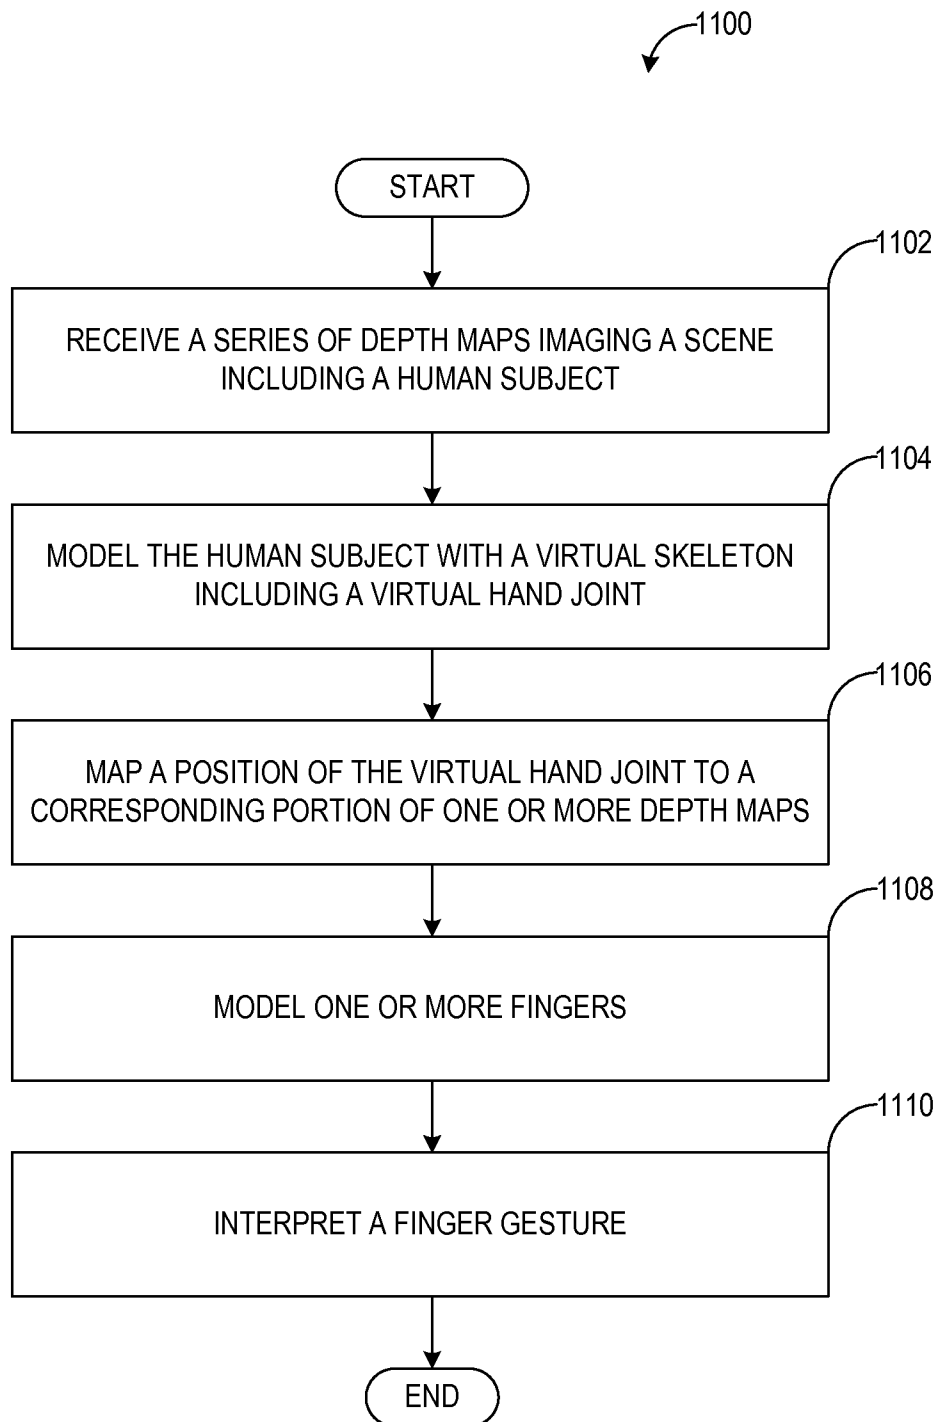 1100
START
1102
RECEIVE A SERIES OF DEPTH MAPS IMAGING A SCENE
INCLUDING A HUMAN SUBJECT
1104
MODEL THE HUMAN SUBJECT WITH A VIRTUAL SKELETON
INCLUDING A VIRTUAL HAND JOINT
1106
MAP A POSITION OF THE VIRTUAL HAND JOINT TO A
CORRESPONDING PORTION OF ONE OR MORE DEPTH MAPS
1108
MODEL ONE OR MORE FINGERS
1110
INTERPRET A FINGER GESTURE
END